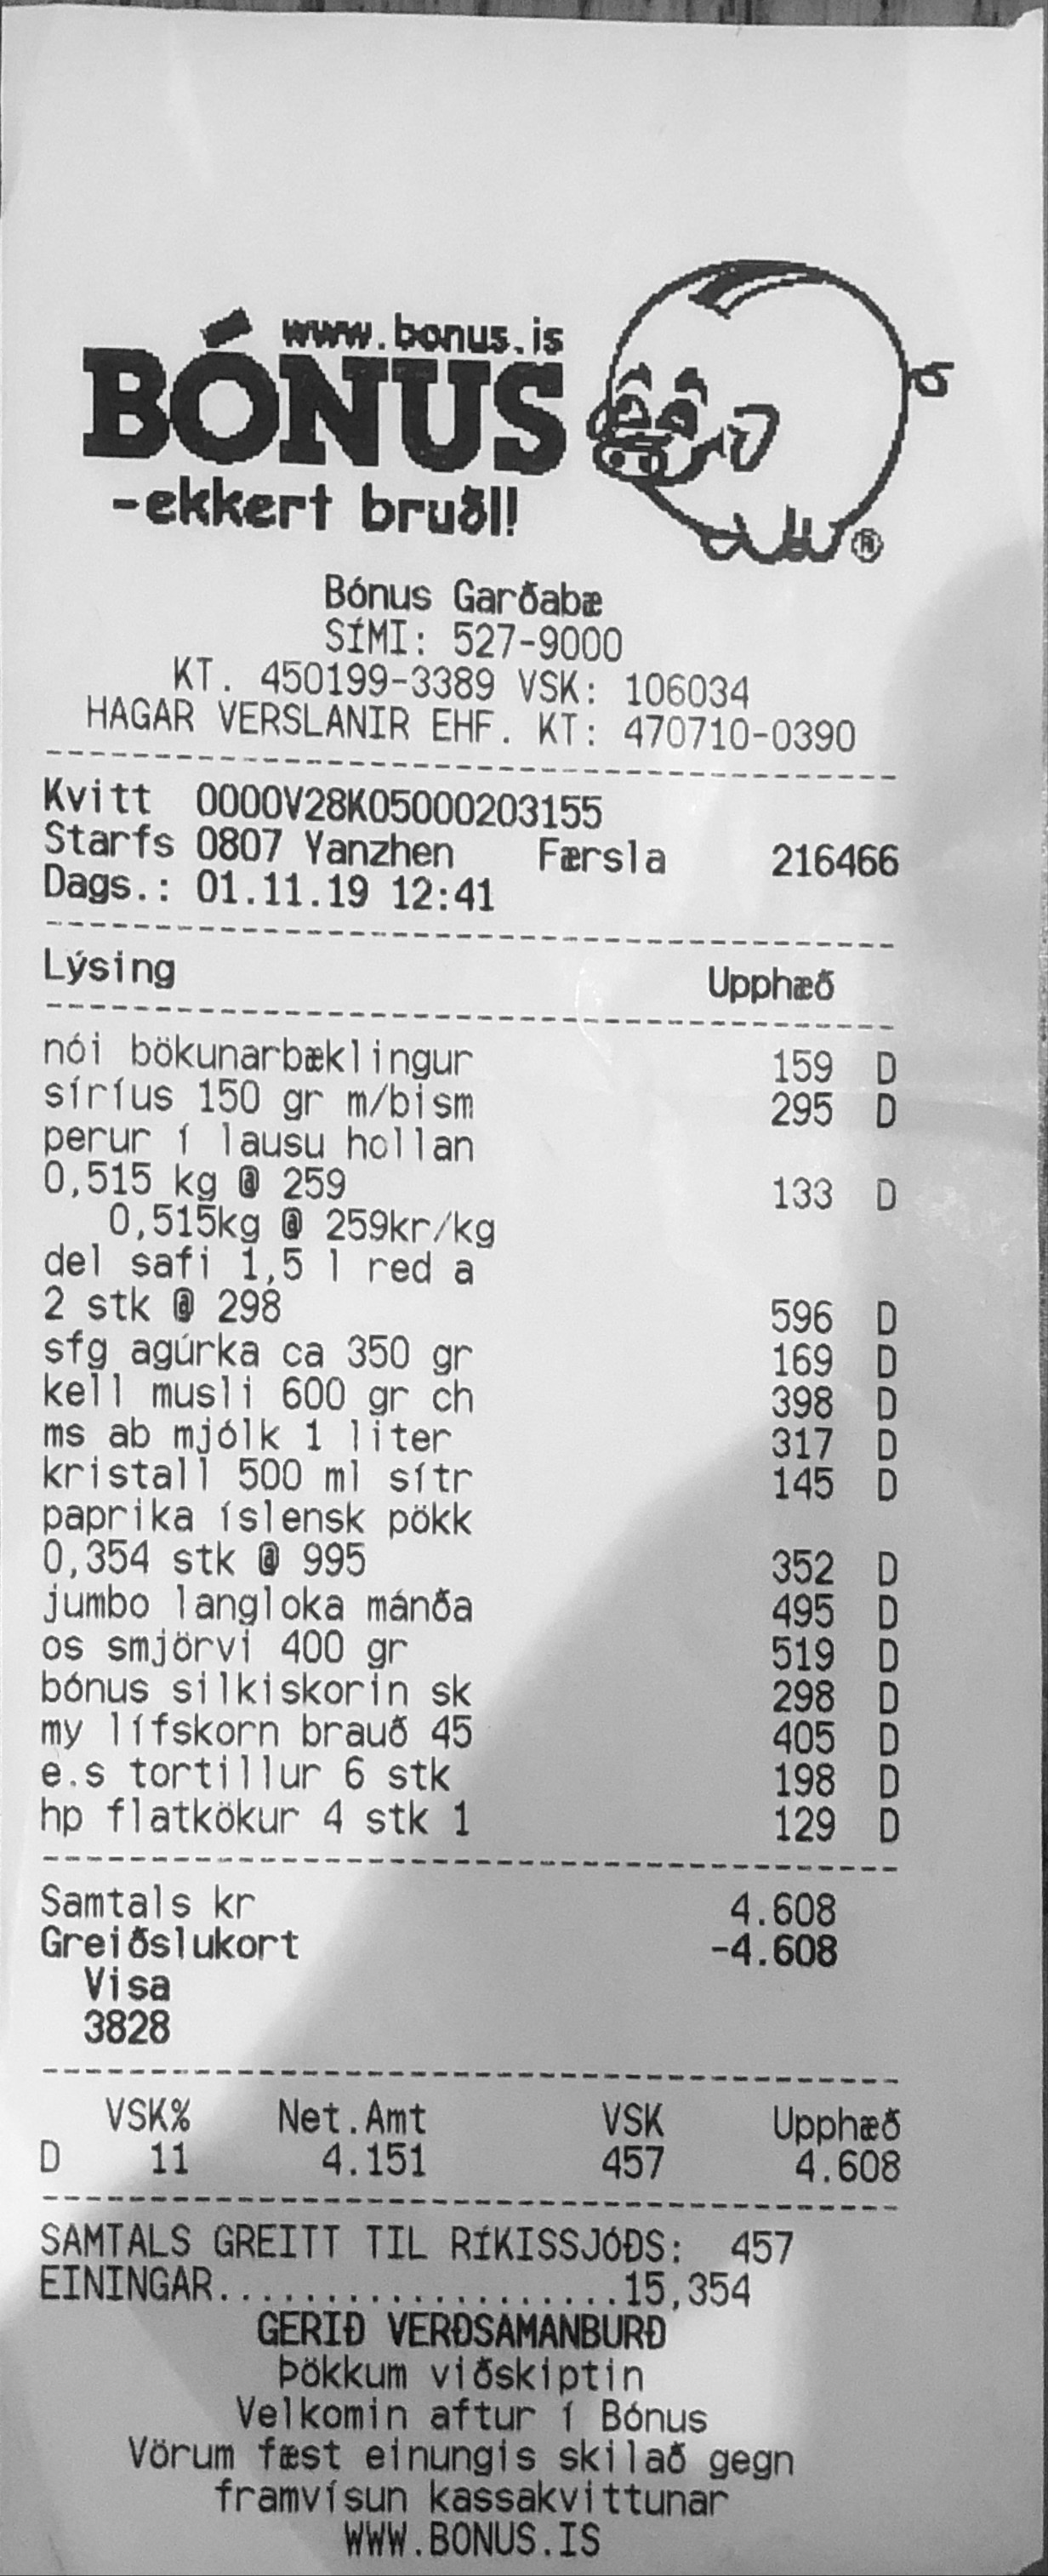 www.bonus.is
BÓNUS
-ekkert bruðl!
®
Bónus Garðabæ
SÍMI: 527-9000
KT. 450199-3389 VSK: 106034
HAGAR VERSLANIR EHF. KT: 470710-0390
Kvitt 0000V28K05000203155
Starfs 0807 Yanzhen Færsla 216466
Dags.: 01.11.19 12:41
Lýsing Upphæð
nói bökunarbæklingur 159 D
síríus 150 gr m/bism 295 D
perur í lausu hollan
0,515 kg @ 259 133 D
0,515kg @ 259kr/kg
del safi 1,5 l red a
2 stk @ 298 596 D
sfg agúrka ca 350 gr 169 D
kell musli 600 gr ch 398 D
ms ab mjólk 1 liter 317 D
kristall 500 ml sítr 145 D
paprika íslensk pökk
0,354 stk @ 995 352 D
jumbo langloka mánða 495 D
os smjörvi 400 gr 519 D
bónus silkiskorin sk 298 D
my lífskorn brauð 45 405 D
e.s tortillur 6 stk 198 D
hp flatkökur 4 stk 1 129 D
Samtals kr 4.608
Greiðslukort -4.608
Visa
3828
VSK% Net.Amt VSK Upphæð
D 11 4.151 457 4.608
SAMTALS GREITT TIL RÍKISSJÓÐS: 457
EININGAR...................15,354
GERIÐ VERÐSAMANBURÐ
Þökkum viðskiptin
Velkomin aftur í Bónus
Vörum fæst einungis skilað gegn
framvísun kassakvittunar
WWW.BONUS.IS